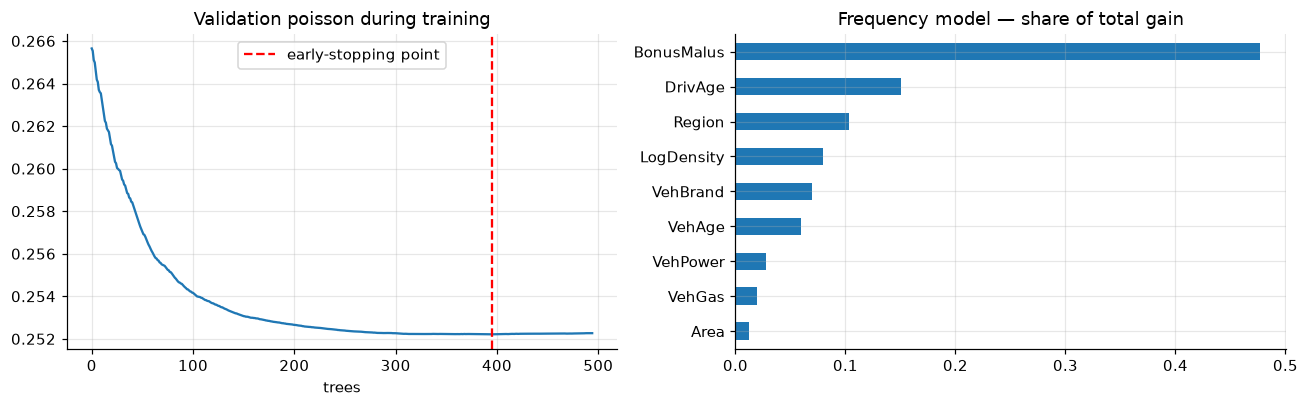 Validation poisson during training
0.266
0.264
0.262
0.260
0.258
0.256
0.254
0.252
early-stopping point
0 100 200 300 400 500
trees
Frequency model — share of total gain
BonusMalus
DrivAge
Region
LogDensity
VehBrand
VehAge
VehPower
VehGas
Area
0.0 0.1 0.2 0.3 0.4 0.5